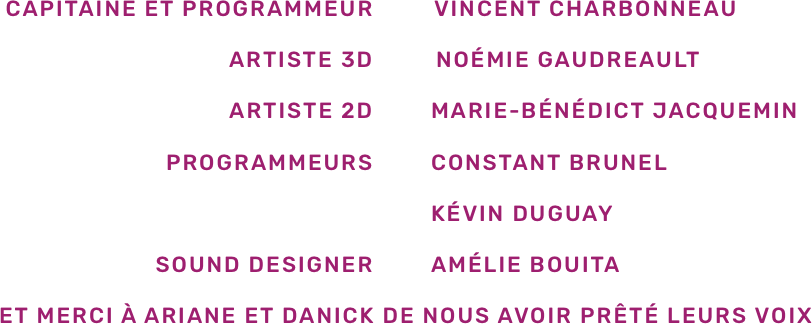 CAPITAINE ET PROGRAMMEUR VINCENT CHARBONNEAU
ARTISTE 3D NOÉMIE GAUDREAULT
ARTISTE 2D MARIE-BÉNÉDICT JACQUEMIN
PROGRAMMEURS CONSTANT BRUNEL
KÉVIN DUGUAY
SOUND DESIGNER AMÉLIE BOUITA
ET MERCI À ARIANE ET DANICK DE NOUS AVOIR PRÊTÉ LEURS VOIX